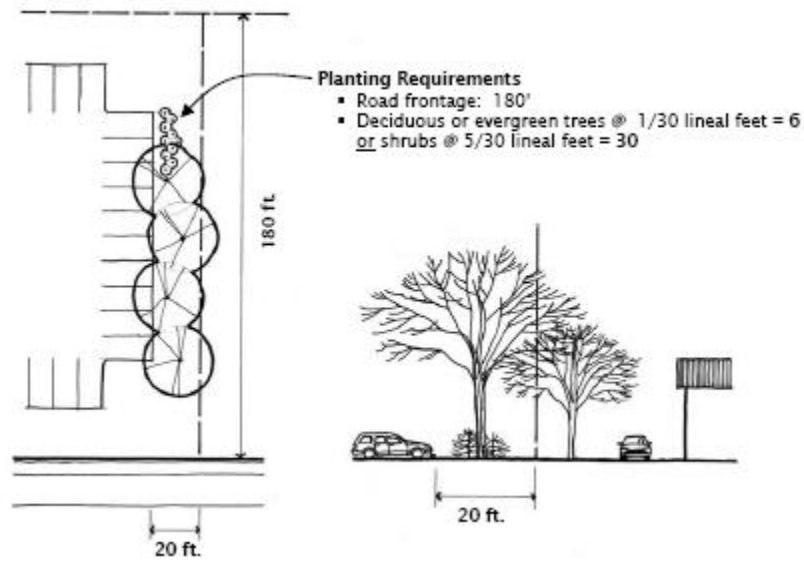 Planting Requirements
▪ Road frontage: 180'
▪ Deciduous or evergreen trees @ 1/30 lineal feet = 6
or shrubs @ 5/30 lineal feet = 30
180 ft.
20 ft.
20 ft.